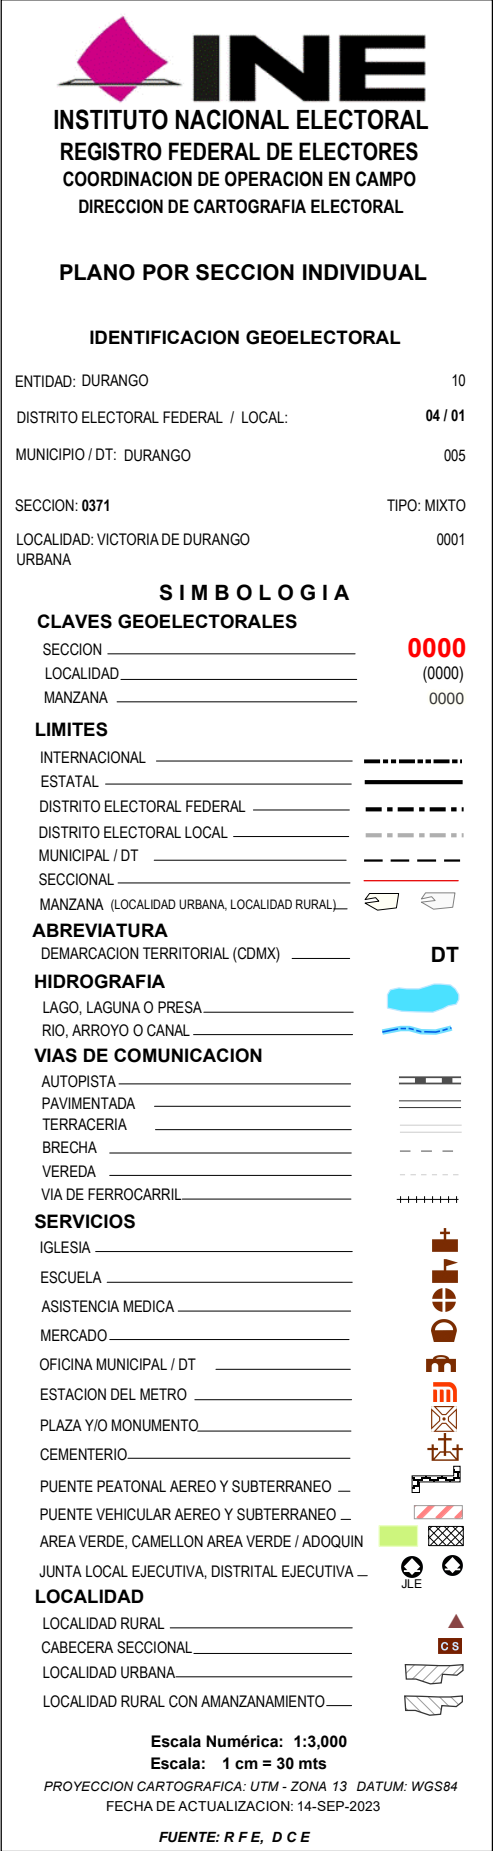 INE
INSTITUTO NACIONAL ELECTORAL
REGISTRO FEDERAL DE ELECTORES
COORDINACION DE OPERACION EN CAMPO
DIRECCION DE CARTOGRAFIA ELECTORAL
PLANO POR SECCION INDIVIDUAL
IDENTIFICACION GEOELECTORAL
ENTIDAD: DURANGO 10
DISTRITO ELECTORAL FEDERAL / LOCAL: 04 / 01
MUNICIPIO / DT: DURANGO 005
SECCION: 0371 TIPO: MIXTO
LOCALIDAD: VICTORIA DE DURANGO 0001
URBANA
SIMBOLOGIA
CLAVES GEOELECTORALES
SECCION 0000
LOCALIDAD (0000)
MANZANA 0000
LIMITES
INTERNACIONAL
ESTATAL
DISTRITO ELECTORAL FEDERAL
DISTRITO ELECTORAL LOCAL
MUNICIPAL / DT
SECCIONAL
MANZANA (LOCALIDAD URBANA, LOCALIDAD RURAL)
ABREVIATURA
DEMARCACION TERRITORIAL (CDMX) DT
HIDROGRAFIA
LAGO, LAGUNA O PRESA
RIO, ARROYO O CANAL
VIAS DE COMUNICACION
AUTOPISTA
PAVIMENTADA
TERRACERIA
BRECHA
VEREDA
VIA DE FERROCARRIL
SERVICIOS
IGLESIA
ESCUELA
ASISTENCIA MEDICA
MERCADO
OFICINA MUNICIPAL / DT
ESTACION DEL METRO
PLAZA Y/O MONUMENTO
CEMENTERIO
PUENTE PEATONAL AEREO Y SUBTERRANEO
PUENTE VEHICULAR AEREO Y SUBTERRANEO
AREA VERDE, CAMELLON AREA VERDE / ADOQUIN
JUNTA LOCAL EJECUTIVA, DISTRITAL EJECUTIVA
JLE
LOCALIDAD
LOCALIDAD RURAL
CABECERA SECCIONAL C S
LOCALIDAD URBANA
LOCALIDAD RURAL CON AMANZANAMIENTO
Escala Numérica: 1:3,000
Escala: 1 cm = 30 mts
PROYECCION CARTOGRAFICA: UTM - ZONA 13 DATUM: WGS84
FECHA DE ACTUALIZACION: 14-SEP-2023
FUENTE: R F E, D C E